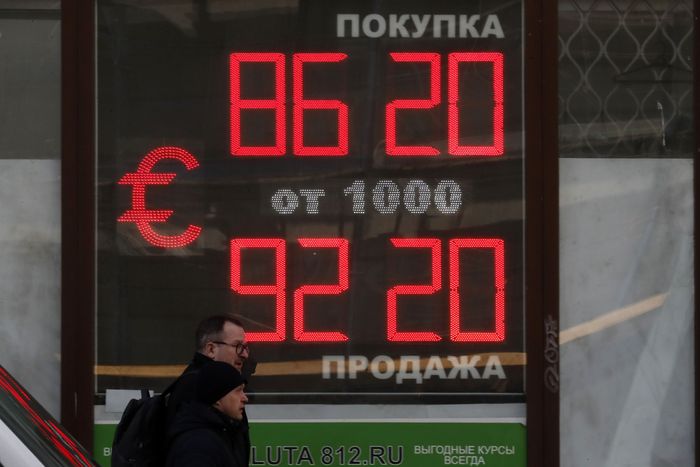 ПОКУПКА
86 20
€
от 1000
92 20
ПРОДАЖА
LUTA 812.RU
ВЫГОДНЫЕ КУРСЫ
ВСЕГДА